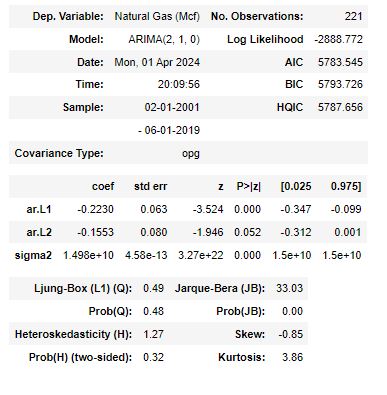 Dep. Variable: Natural Gas (Mcf) No. Observations: 221
Model: ARIMA(2, 1, 0) Log Likelihood -2888.772
Date: Mon, 01 Apr 2024 AIC 5783.545
Time: 20:09:56 BIC 5793.726
Sample: 02-01-2001 HQIC 5787.656
- 06-01-2019
Covariance Type: opg
coef std err z P>|z| [0.025 0.975]
ar.L1 -0.2230 0.063 -3.524 0.000 -0.347 -0.099
ar.L2 -0.1553 0.080 -1.946 0.052 -0.312 0.001
sigma2 1.498e+10 4.58e-13 3.27e+22 0.000 1.5e+10 1.5e+10
Ljung-Box (L1) (Q): 0.49 Jarque-Bera (JB): 33.03
Prob(Q): 0.48 Prob(JB): 0.00
Heteroskedasticity (H): 1.27 Skew: -0.85
Prob(H) (two-sided): 0.32 Kurtosis: 3.86